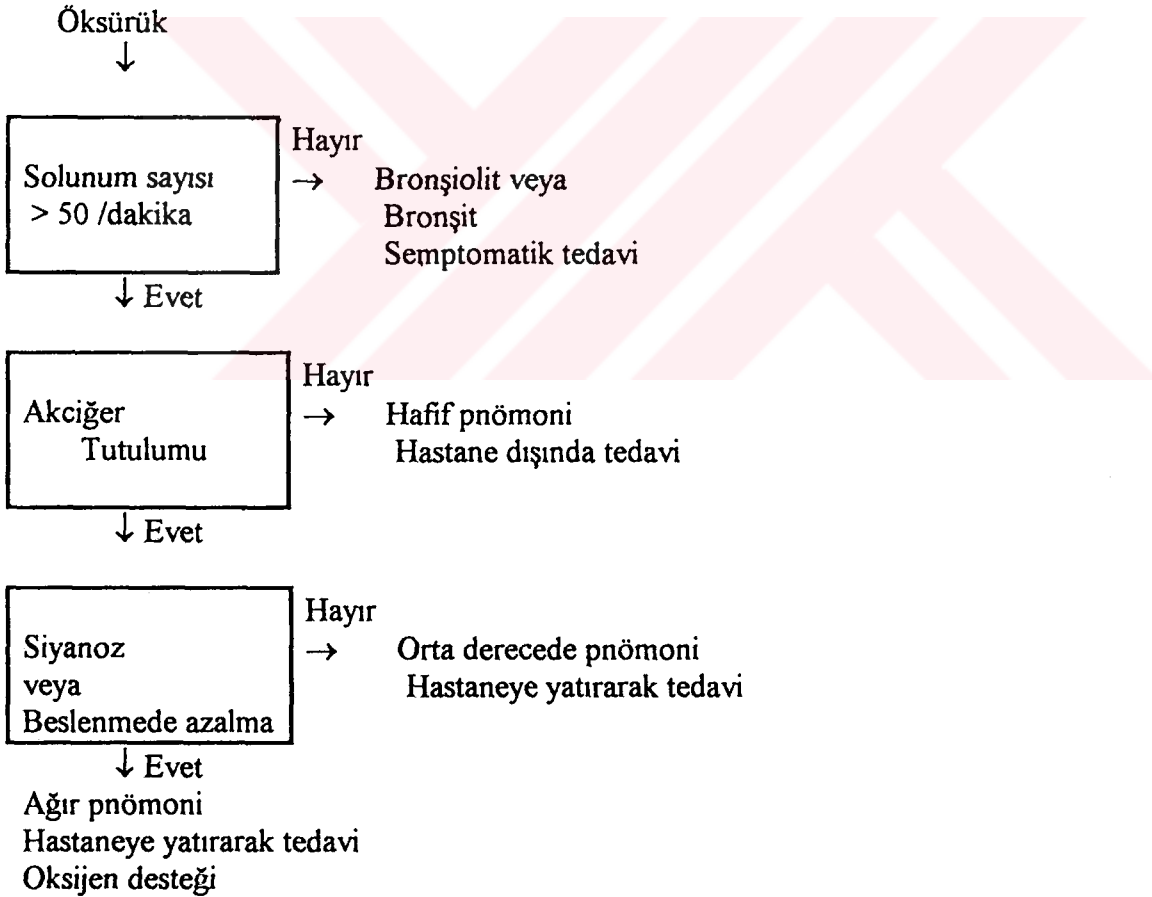 Öksürük
↓
Hayır
Solunum sayısı → Bronşiolit veya
> 50 /dakika Bronşit
Semptomatik tedavi
↓ Evet
Hayır
Akciğer → Hafif pnömoni
Tutulumu Hastane dışında tedavi
↓ Evet
Hayır
Siyanoz → Orta derecede pnömoni
veya Hastaneye yatırarak tedavi
Beslenmede azalma
↓ Evet
Ağır pnömoni
Hastaneye yatırarak tedavi
Oksijen desteği